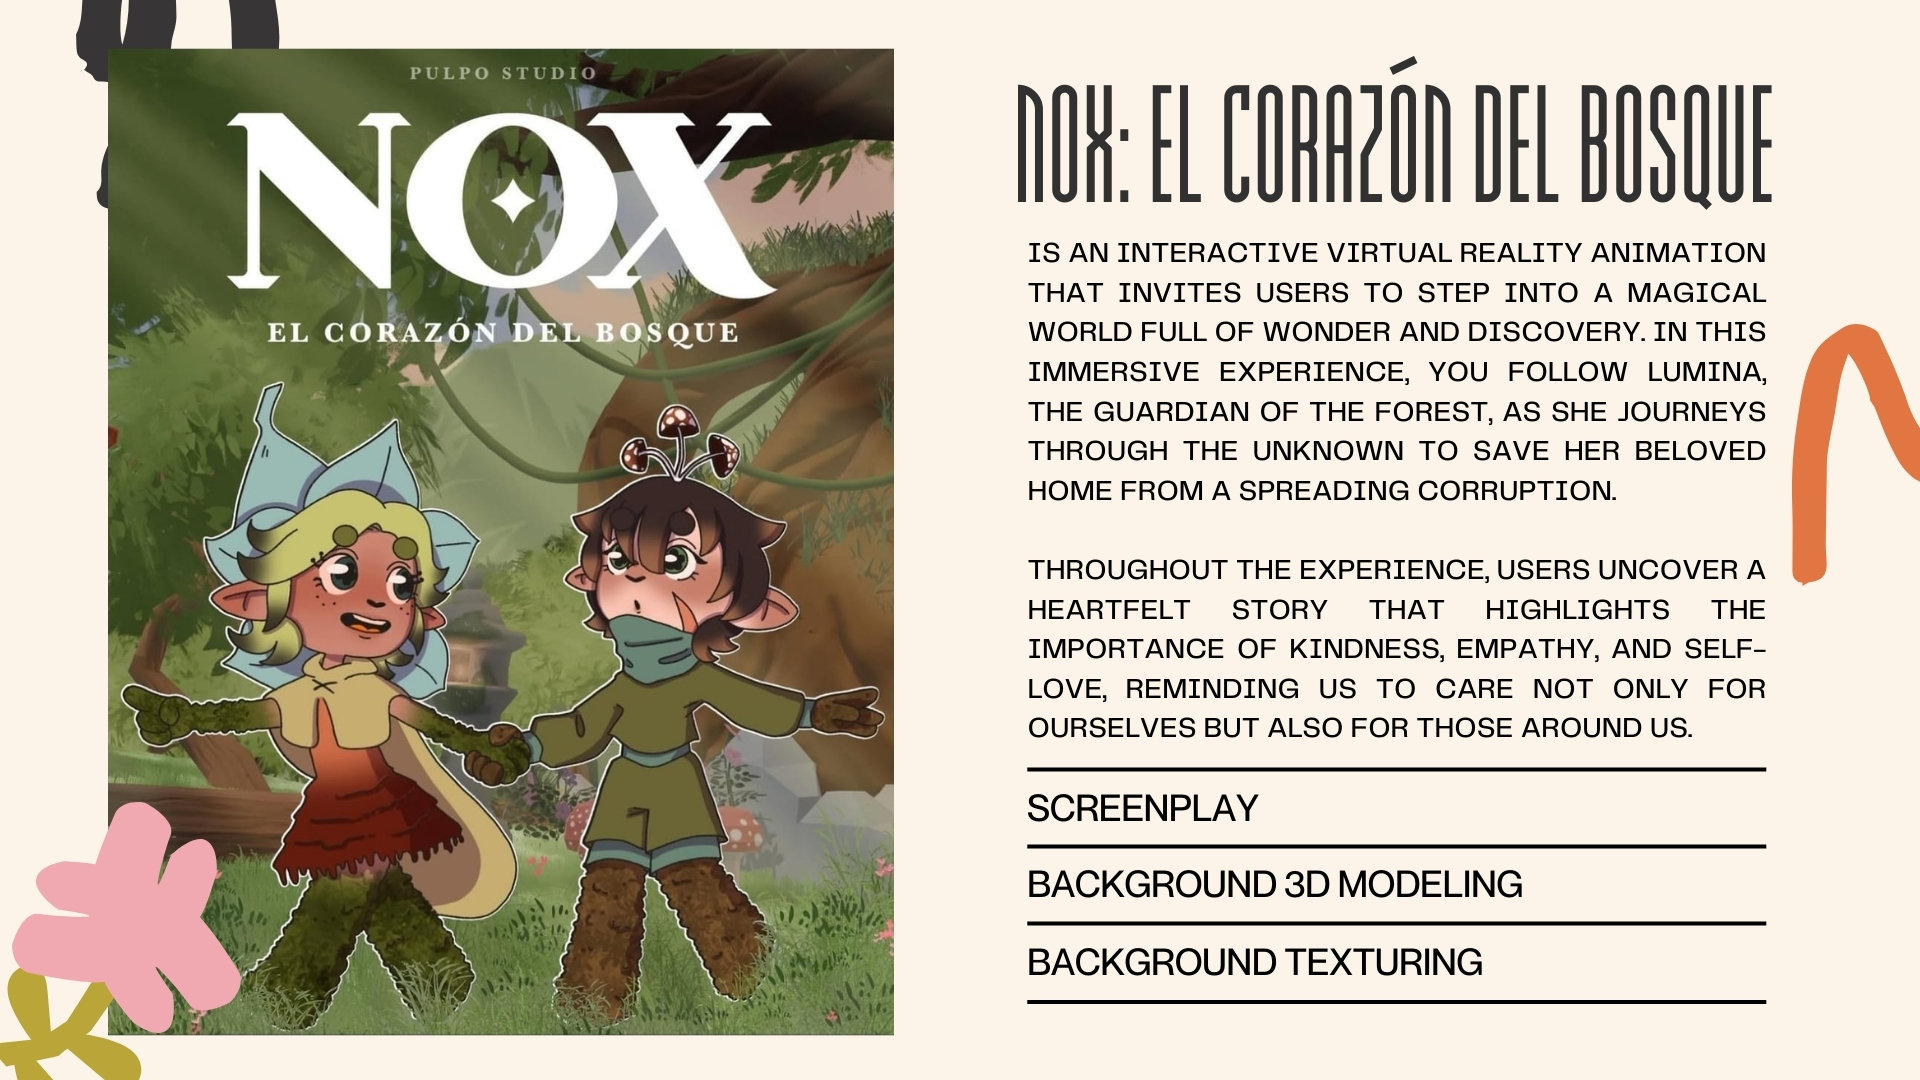 PULPO STUDIO
NOX
EL CORAZÓN DEL BOSQUE
NOX: EL CORAZÓN DEL BOSQUE
IS AN INTERACTIVE VIRTUAL REALITY ANIMATION
THAT INVITES USERS TO STEP INTO A MAGICAL
WORLD FULL OF WONDER AND DISCOVERY. IN THIS
IMMERSIVE EXPERIENCE, YOU FOLLOW LUMINA,
THE GUARDIAN OF THE FOREST, AS SHE JOURNEYS
THROUGH THE UNKNOWN TO SAVE HER BELOVED
HOME FROM A SPREADING CORRUPTION.
THROUGHOUT THE EXPERIENCE, USERS UNCOVER A
HEARTFELT STORY THAT HIGHLIGHTS THE
IMPORTANCE OF KINDNESS, EMPATHY, AND SELF-
LOVE, REMINDING US TO CARE NOT ONLY FOR
OURSELVES BUT ALSO FOR THOSE AROUND US.
SCREENPLAY
BACKGROUND 3D MODELING
BACKGROUND TEXTURING